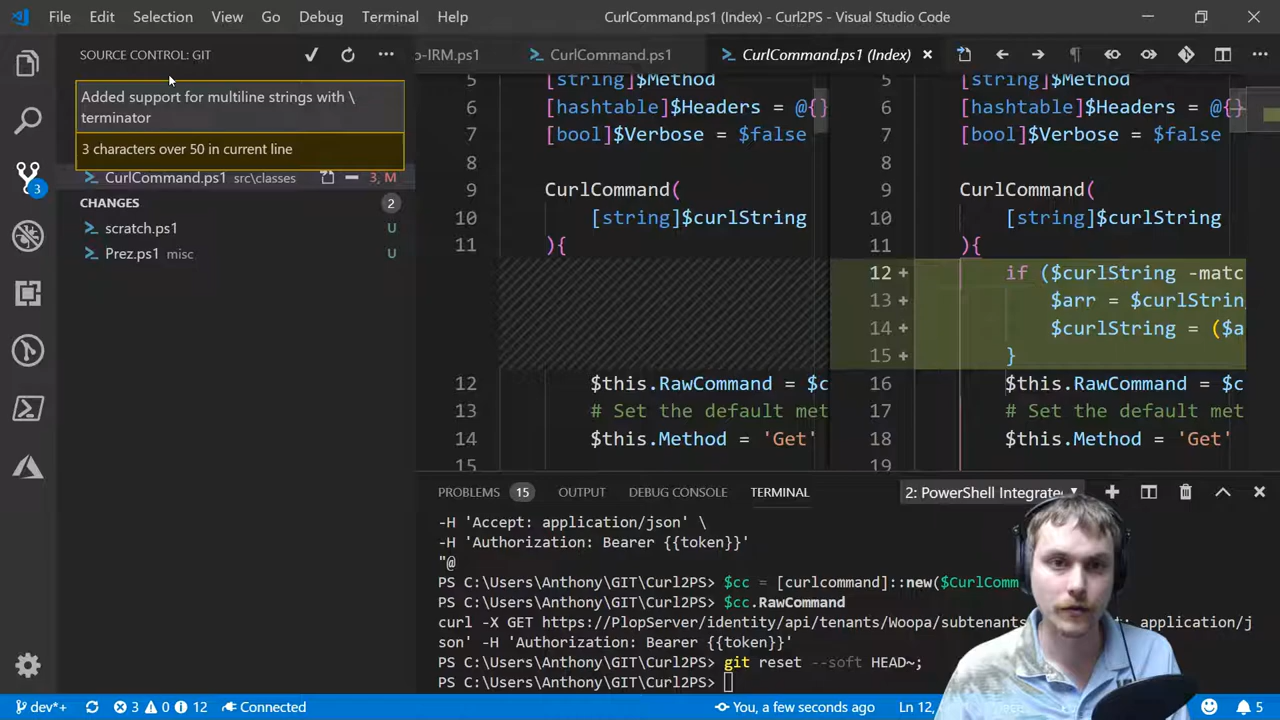 File Edit Selection View Go Debug Terminal Help CurlCommand.ps1 (Index) - Curl2PS - Visual Studio Code
SOURCE CONTROL: GIT
o-IRM.ps1 CurlCommand.ps1 CurlCommand.ps1 (Index)
Added support for multiline strings with \
terminator
3 characters over 50 in current line
CurlCommand.ps1 src\classes 3, M
CHANGES 2
scratch.ps1 U
Prez.ps1 misc U
3
5 [string]$Method
6 [hashtable]$Headers = @{}
7 [bool]$Verbose = $false
8
9 CurlCommand(
10 [string]$curlString
11 ){
12 $this.RawCommand = $c
13 # Set the default met
14 $this.Method = 'Get'
15
5 [string]$Method
6 [hashtable]$Headers = @{}
7 [bool]$Verbose = $false
8
9 CurlCommand(
10 [string]$curlString
11 ){
12 + if ($curlString -matc
13 + $arr = $curlStrin
14 + $curlString = ($a
15 + }
16 $this.RawCommand = $c
17 # Set the default met
18 $this.Method = 'Get'
19
PROBLEMS 15 OUTPUT DEBUG CONSOLE TERMINAL 2: PowerShell Integrate
-H 'Accept: application/json' \
-H 'Authorization: Bearer {{token}}'
"@
PS C:\Users\Anthony\GIT\Curl2PS> $cc = [curlcommand]::new($CurlComm
PS C:\Users\Anthony\GIT\Curl2PS> $cc.RawCommand
curl -X GET https://PlopServer/identity/api/tenants/Woopa/subtenants : application/j
son' -H 'Authorization: Bearer {{token}}'
PS C:\Users\Anthony\GIT\Curl2PS> git reset --soft HEAD~;
PS C:\Users\Anthony\GIT\Curl2PS>
dev*+ 3 0 12 Connected You, a few seconds ago Ln 12, 5